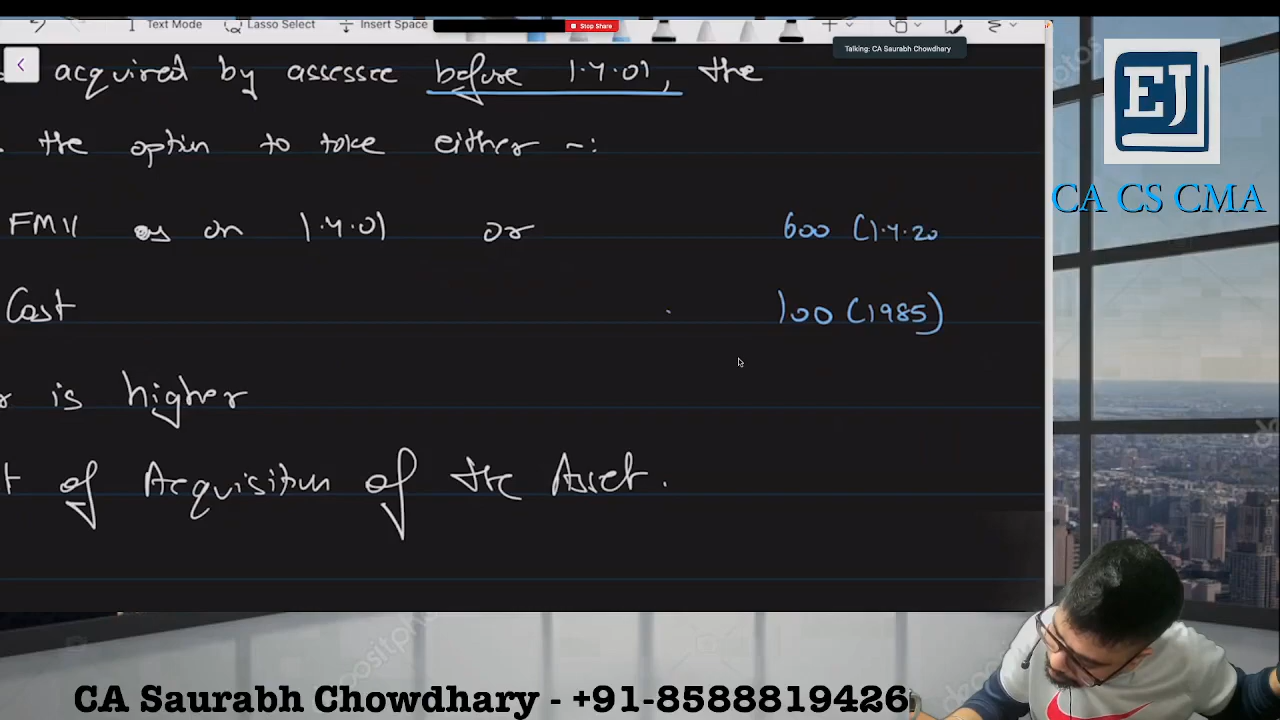 Text Mode
Lasso Select
Insert Space
Stop Share
Talking: CA Saurabh Chowdhary
acquired by assessee before 1.4.01, the
the option to take either -:
FMV as on 1.4.01 or
600 (1.4.20
Cost
100 (1985)
r is higher
t of Acquisition of the Asset.
EJ
CA CS CMA
CA Saurabh Chowdhary - +91-8588819426